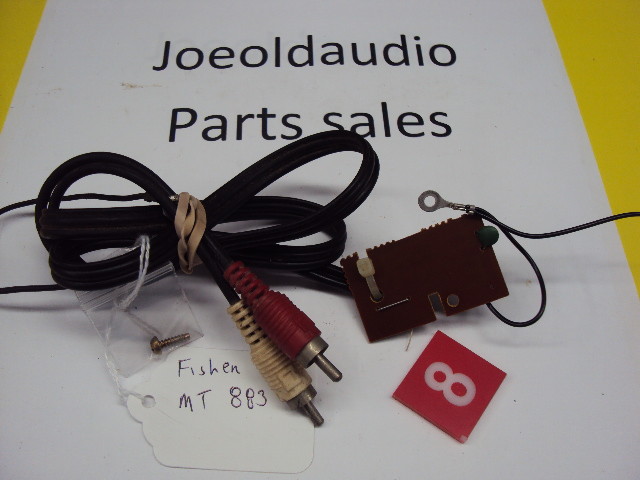 Joeoldaudio
Parts sales
Fisher
MT 883
8